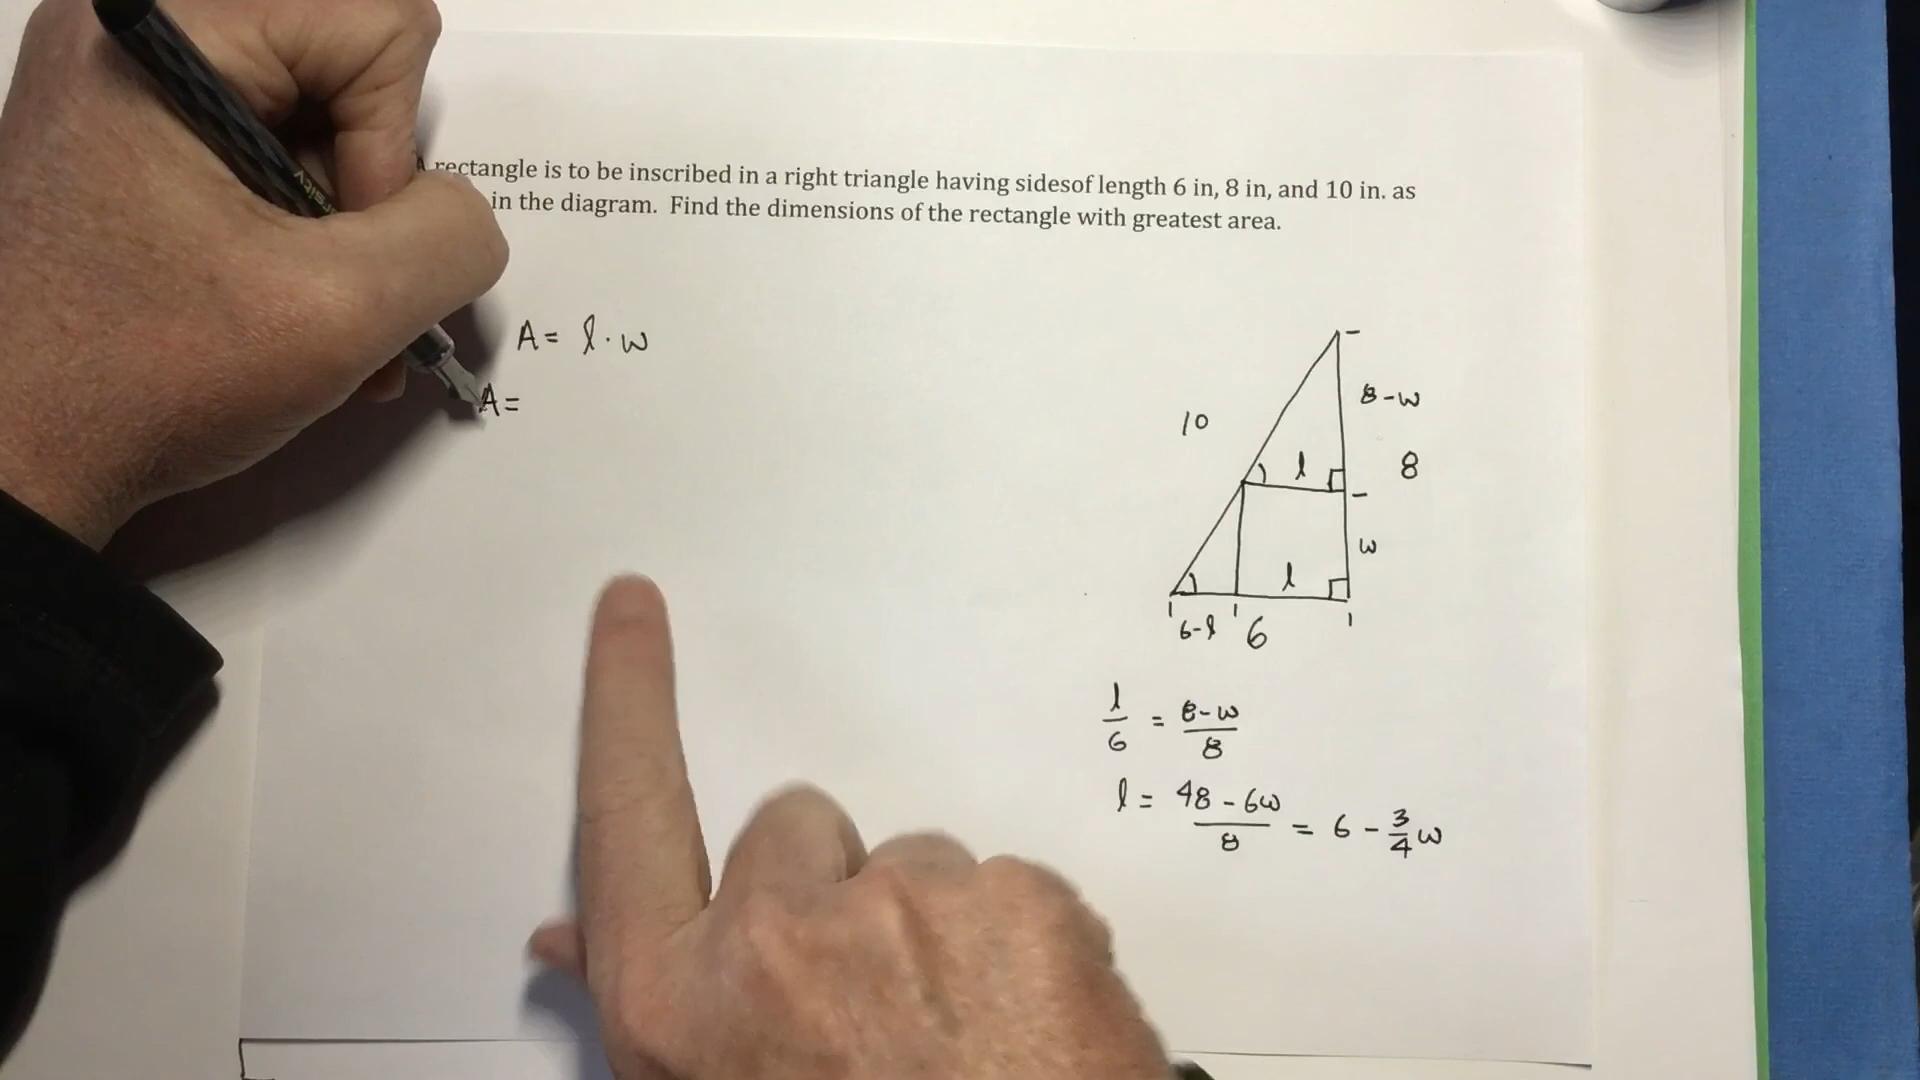 rectangle is to be inscribed in a right triangle having sidesof length 6 in, 8 in, and 10 in. as
in the diagram. Find the dimensions of the rectangle with greatest area.
A = l · w
A =
8-w
10
l
8
w
l
6-l 6
l/6 = 8-w/8
l = 48 - 6w/8 = 6 - 3/4 w